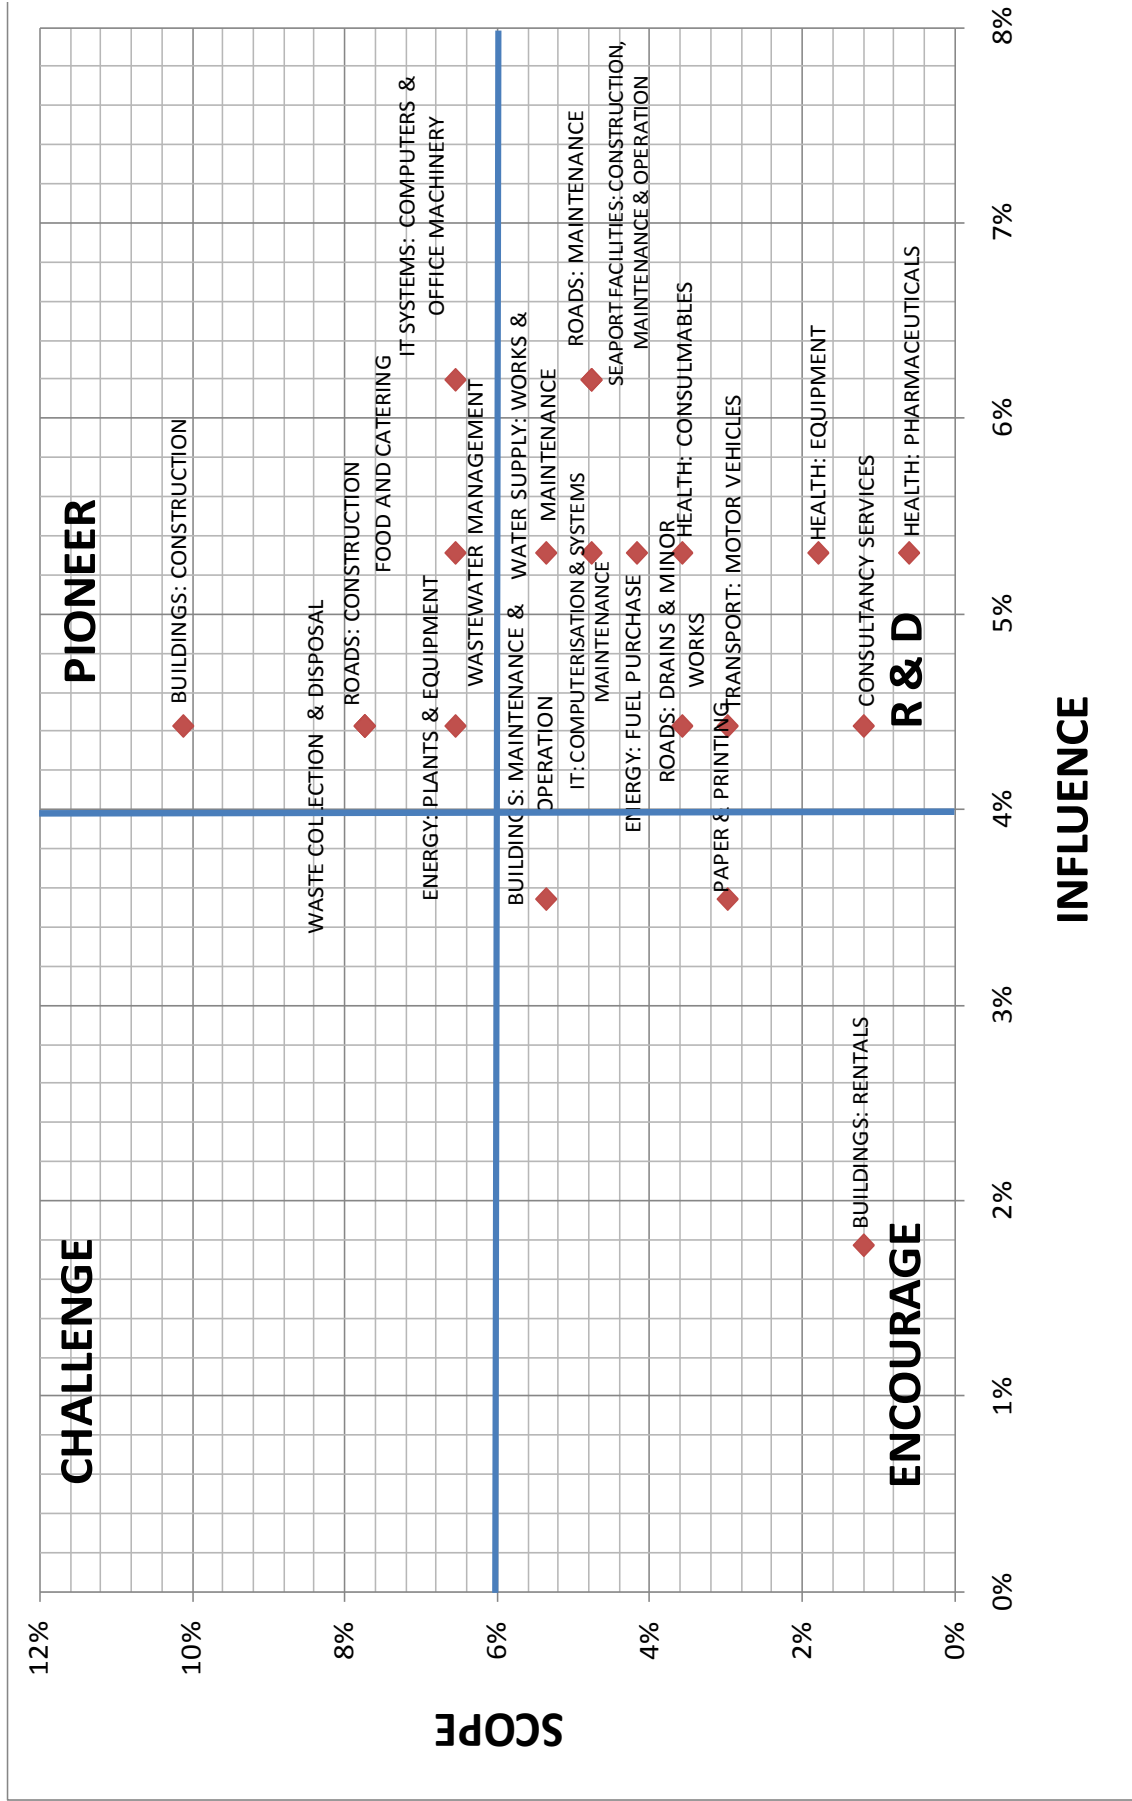 CHALLENGE
PIONEER
BUILDINGS: CONSTRUCTION
WASTE COLLECTION & DISPOSAL
ROADS: CONSTRUCTION
FOOD AND CATERING
IT SYSTEMS: COMPUTERS &
OFFICE MACHINERY
ENERGY: PLANTS & EQUIPMENT
WASTEWATER MANAGEMENT
BUILDINGS: MAINTENANCE &
OPERATION
WATER SUPPLY: WORKS &
MAINTENANCE
IT: COMPUTERISATION & SYSTEMS
MAINTENANCE
ROADS: MAINTENANCE
SEAPORT FACILITIES: CONSTRUCTION,
MAINTENANCE & OPERATION
ENERGY: FUEL PURCHASE
ROADS: DRAINS & MINOR
WORKS
HEALTH: CONSULMABLES
PAPER & PRINTING
TRANSPORT: MOTOR VEHICLES
HEALTH: EQUIPMENT
BUILDINGS: RENTALS
CONSULTANCY SERVICES
HEALTH: PHARMACEUTICALS
ENCOURAGE
R & D
12%
10%
8%
6%
4%
2%
0%
SCOPE
0%
1%
2%
3%
4%
5%
6%
7%
8%
INFLUENCE